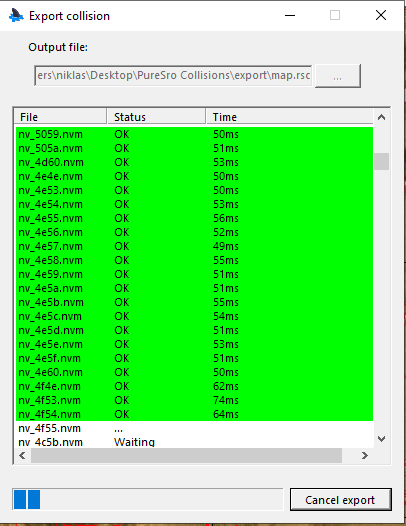 Export collision
Output file:
ers\niklas\Desktop\PureSro Collisions\export\map.rsc
...
File Status Time
nv_5059.nvm OK 50ms
nv_505a.nvm OK 51ms
nv_4d60.nvm OK 53ms
nv_4e4e.nvm OK 50ms
nv_4e53.nvm OK 50ms
nv_4e54.nvm OK 53ms
nv_4e55.nvm OK 56ms
nv_4e56.nvm OK 52ms
nv_4e57.nvm OK 49ms
nv_4e58.nvm OK 55ms
nv_4e59.nvm OK 51ms
nv_4e5a.nvm OK 51ms
nv_4e5b.nvm OK 55ms
nv_4e5c.nvm OK 54ms
nv_4e5d.nvm OK 51ms
nv_4e5e.nvm OK 53ms
nv_4e5f.nvm OK 51ms
nv_4e60.nvm OK 50ms
nv_4f4e.nvm OK 62ms
nv_4f53.nvm OK 74ms
nv_4f54.nvm OK 64ms
nv_4f55.nvm ...
nv_4c5b.nvm Waiting
Cancel export